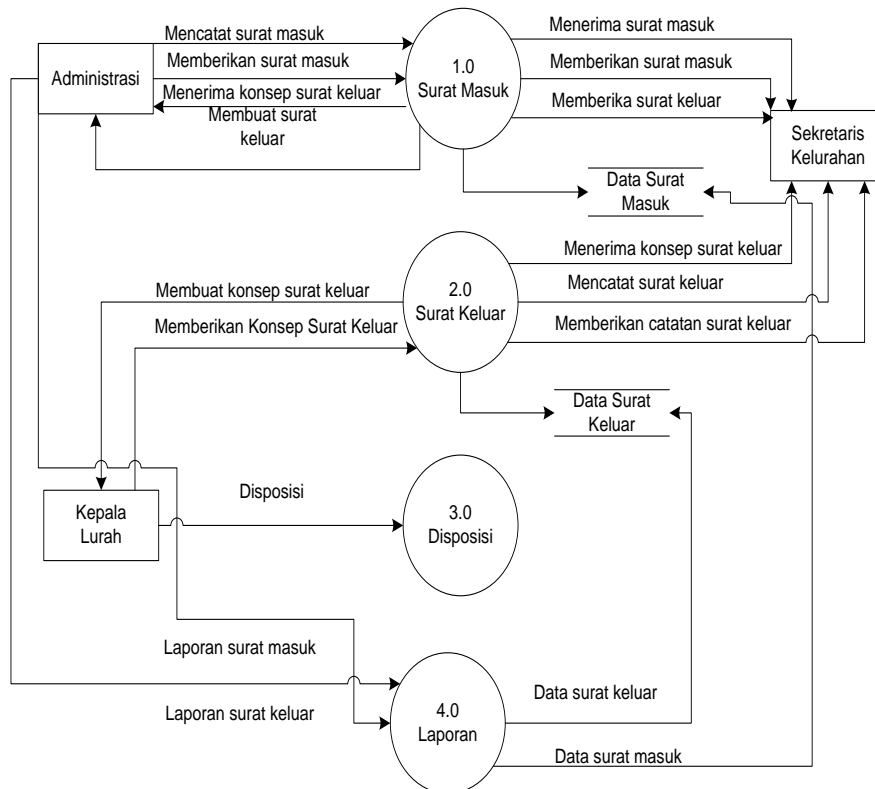 Mencatat surat masuk
Menerima surat masuk
Administrasi
Memberikan surat masuk
1.0
Surat Masuk
Memberikan surat masuk
Menerima konsep surat keluar
Memberika surat keluar
Membuat surat
keluar
Sekretaris
Kelurahan
Data Surat
Masuk
Menerima konsep surat keluar
Membuat konsep surat keluar
2.0
Surat Keluar
Mencatat surat keluar
Memberikan Konsep Surat Keluar
Memberikan catatan surat keluar
Data Surat
Keluar
Disposisi
Kepala
Lurah
3.0
Disposisi
Laporan surat masuk
Laporan surat keluar
4.0
Laporan
Data surat keluar
Data surat masuk